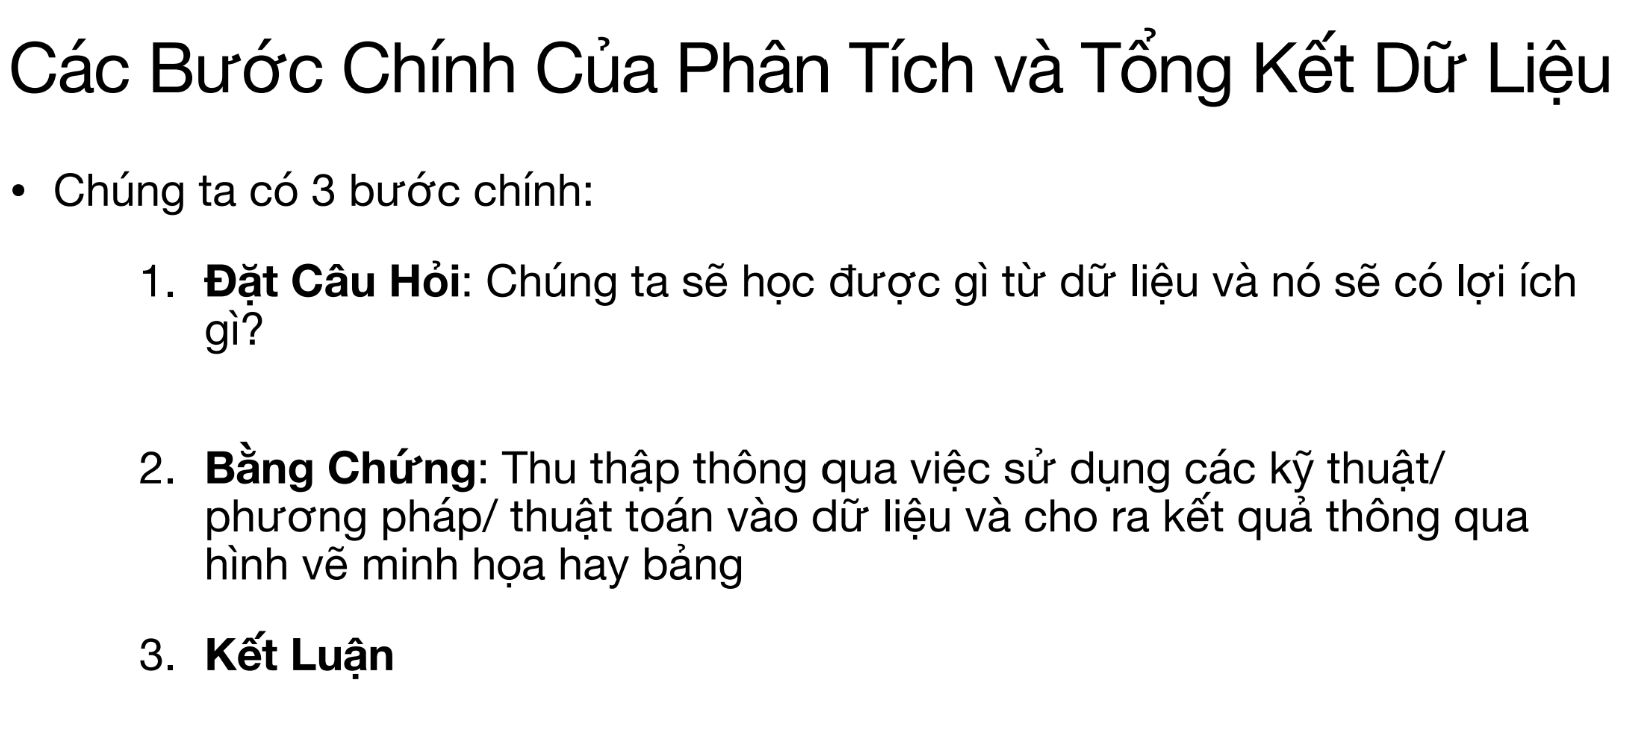 Các Bước Chính Của Phân Tích và Tổng Kết Dữ Liệu
• Chúng ta có 3 bước chính:
1. Đặt Câu Hỏi: Chúng ta sẽ học được gì từ dữ liệu và nó sẽ có lợi ích
gì?
2. Bằng Chứng: Thu thập thông qua việc sử dụng các kỹ thuật/
phương pháp/ thuật toán vào dữ liệu và cho ra kết quả thông qua
hình vẽ minh họa hay bảng
3. Kết Luận